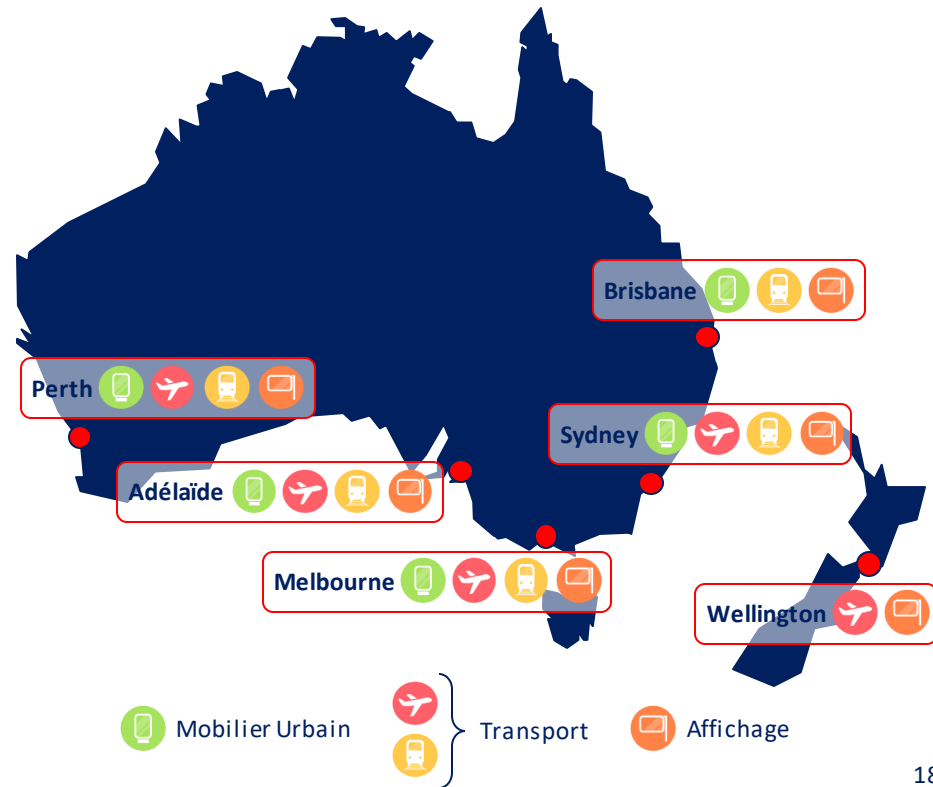 Brisbane
Perth
Sydney
Adélaïde
Melbourne
Wellington
Mobilier Urbain
Transport
Affichage
18